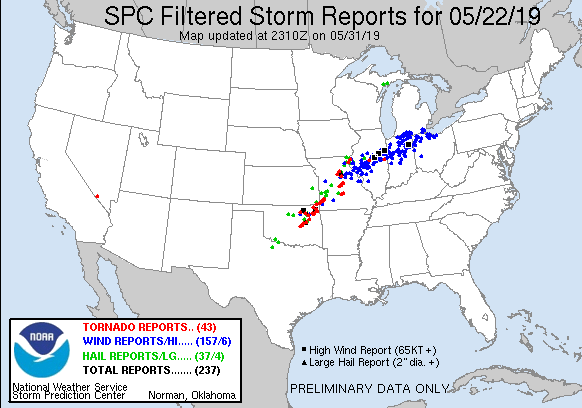 SPC Filtered Storm Reports for 05/22/19
Map updated at 2310Z on 05/31/19
NOAA
TORNADO REPORTS.. (43)
WIND REPORTS/HI..... (157/6)
HAIL REPORTS/LG..... (37/4)
TOTAL REPORTS....... (237)
National Weather Service
Storm Prediction Center Norman, Oklahoma
High Wind Report (65KT +)
Large Hail Report (2" dia. +)
PRELIMINARY DATA ONLY